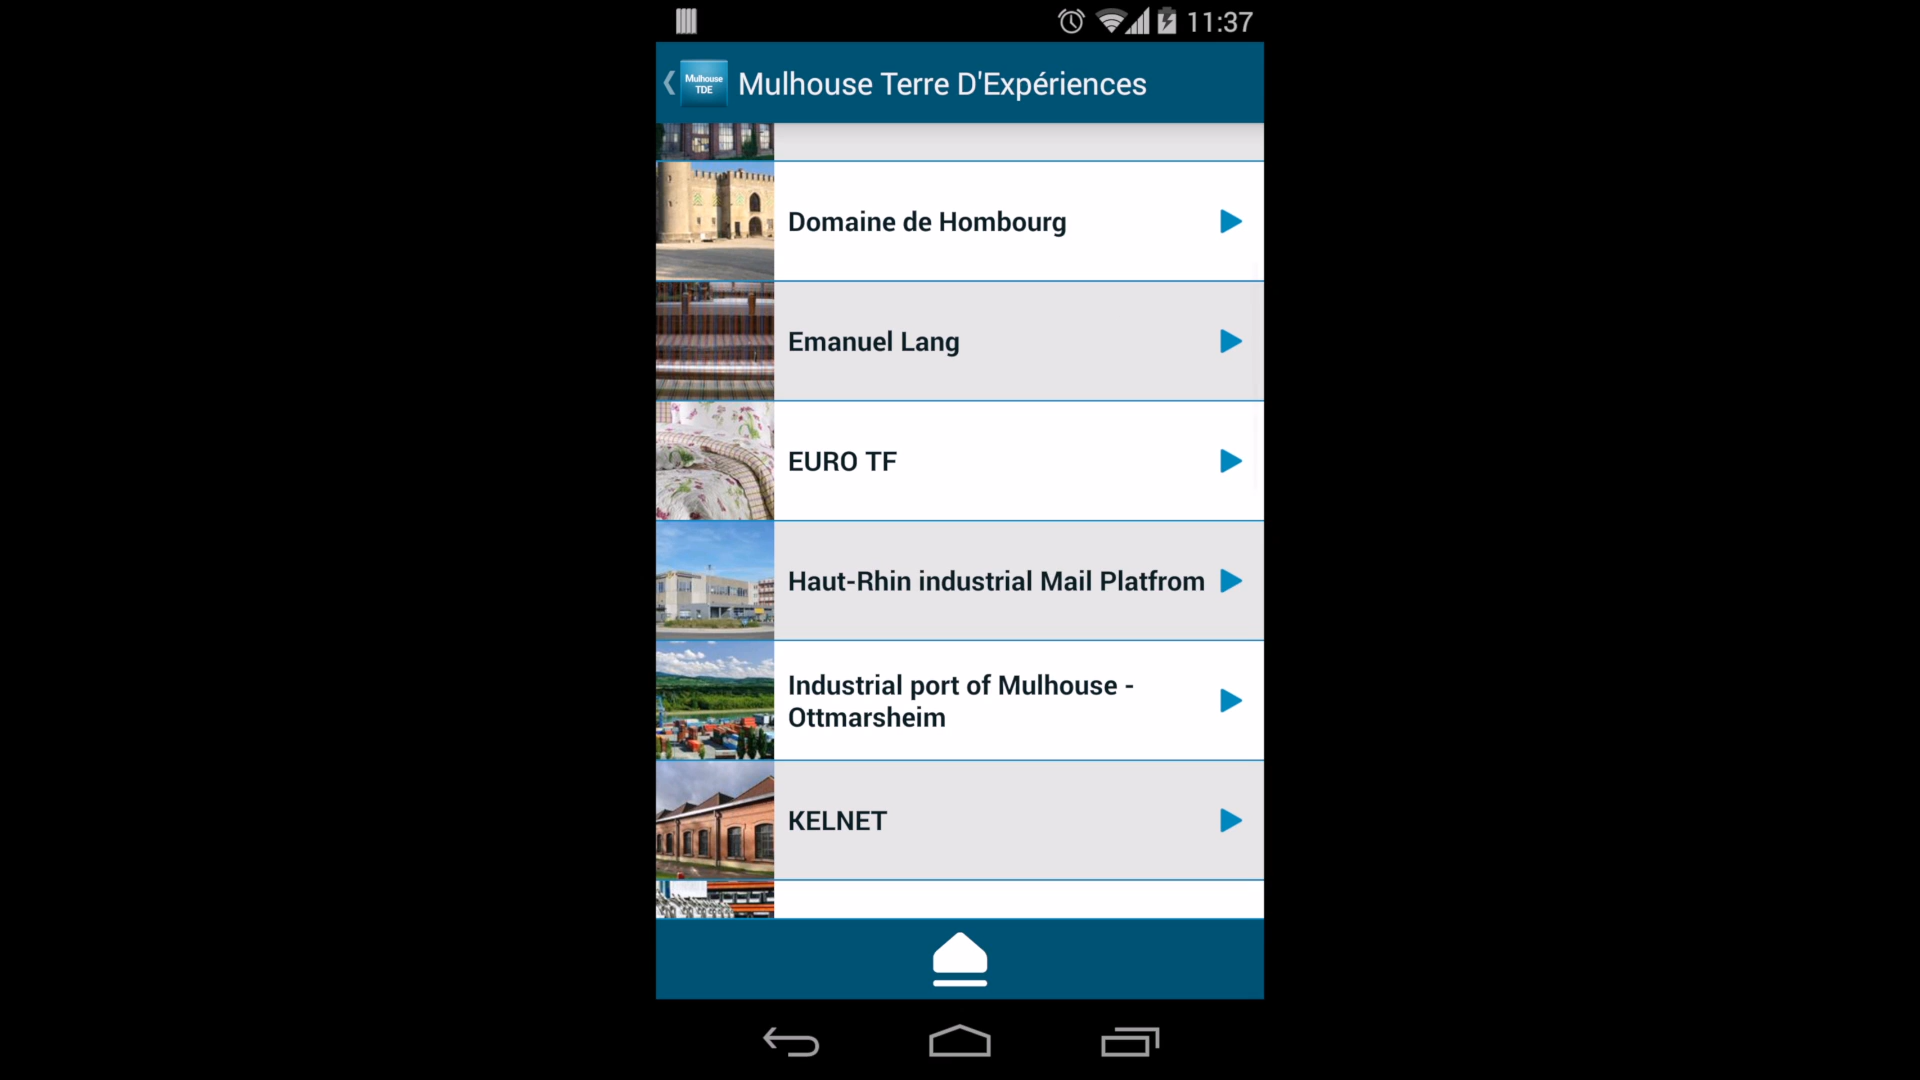 11:37
Mulhouse
TDE
Mulhouse Terre D'Expériences
Domaine de Hombourg
Emanuel Lang
EURO TF
Haut-Rhin industrial Mail Platfrom
Industrial port of Mulhouse -
Ottmarsheim
KELNET